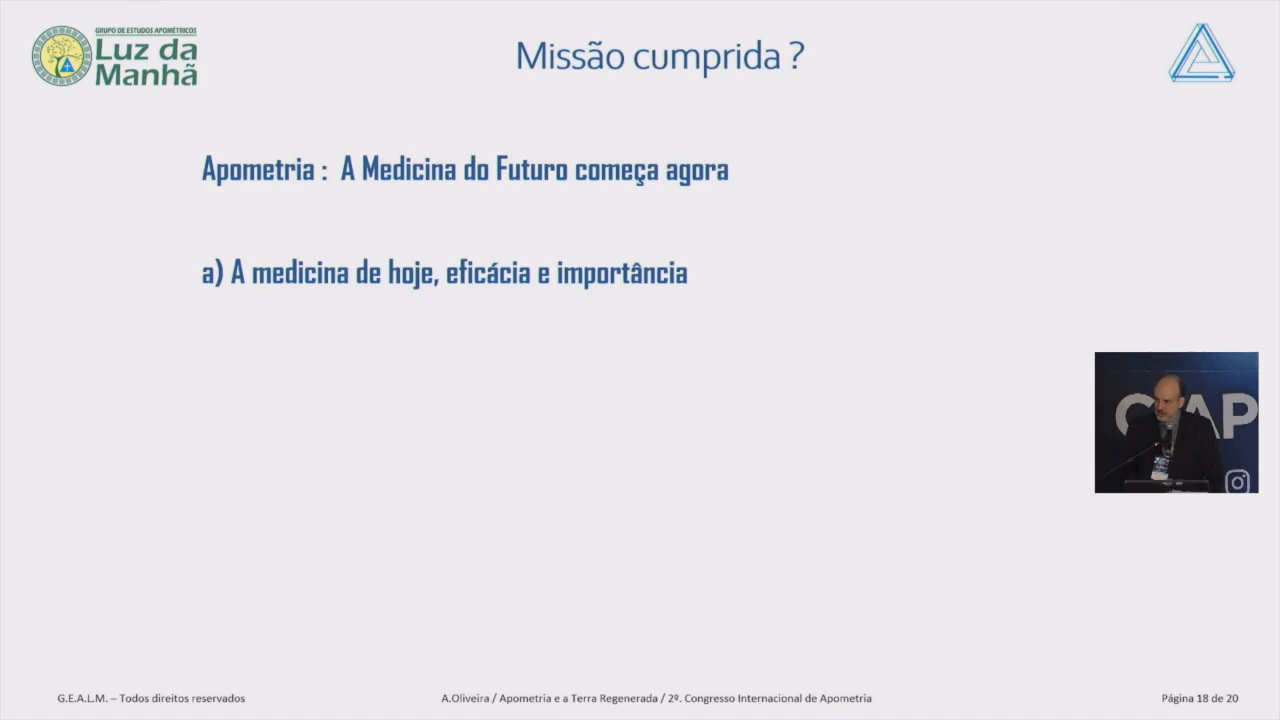 GRUPO DE ESTUDOS APOMÉTRICOS
Luz da
Manhã
Missão cumprida ?
Apometria : A Medicina do Futuro começa agora
a) A medicina de hoje, eficácia e importância
AP
G.E.A.L.M. – Todos direitos reservados
A.Oliveira / Apometria e a Terra Regenerada / 2º. Congresso Internacional de Apometria
Página 18 de 20